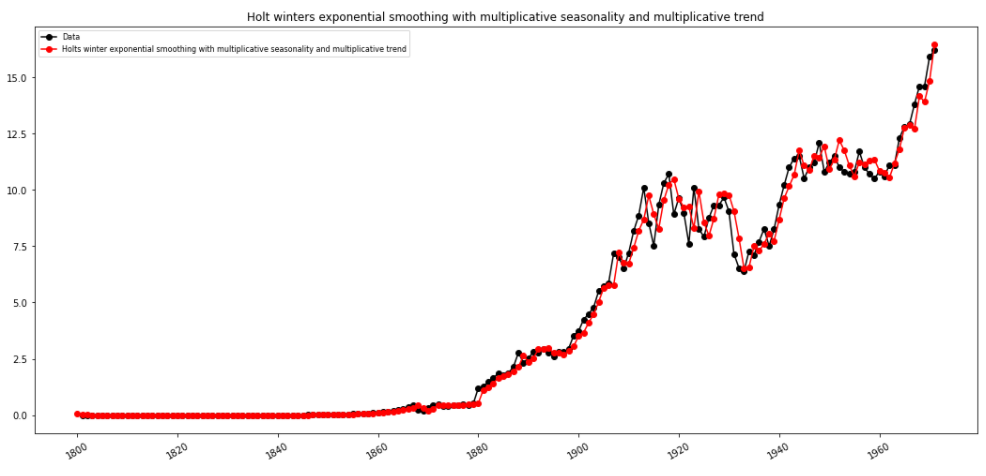 Holt winters exponential smoothing with multiplicative seasonality and multiplicative trend
Data
Holts winter exponential smoothing with multiplicative seasonality and multiplicative trend
15.0
12.5
10.0
7.5
5.0
2.5
0.0
1800 1820 1840 1860 1880 1900 1920 1940 1960